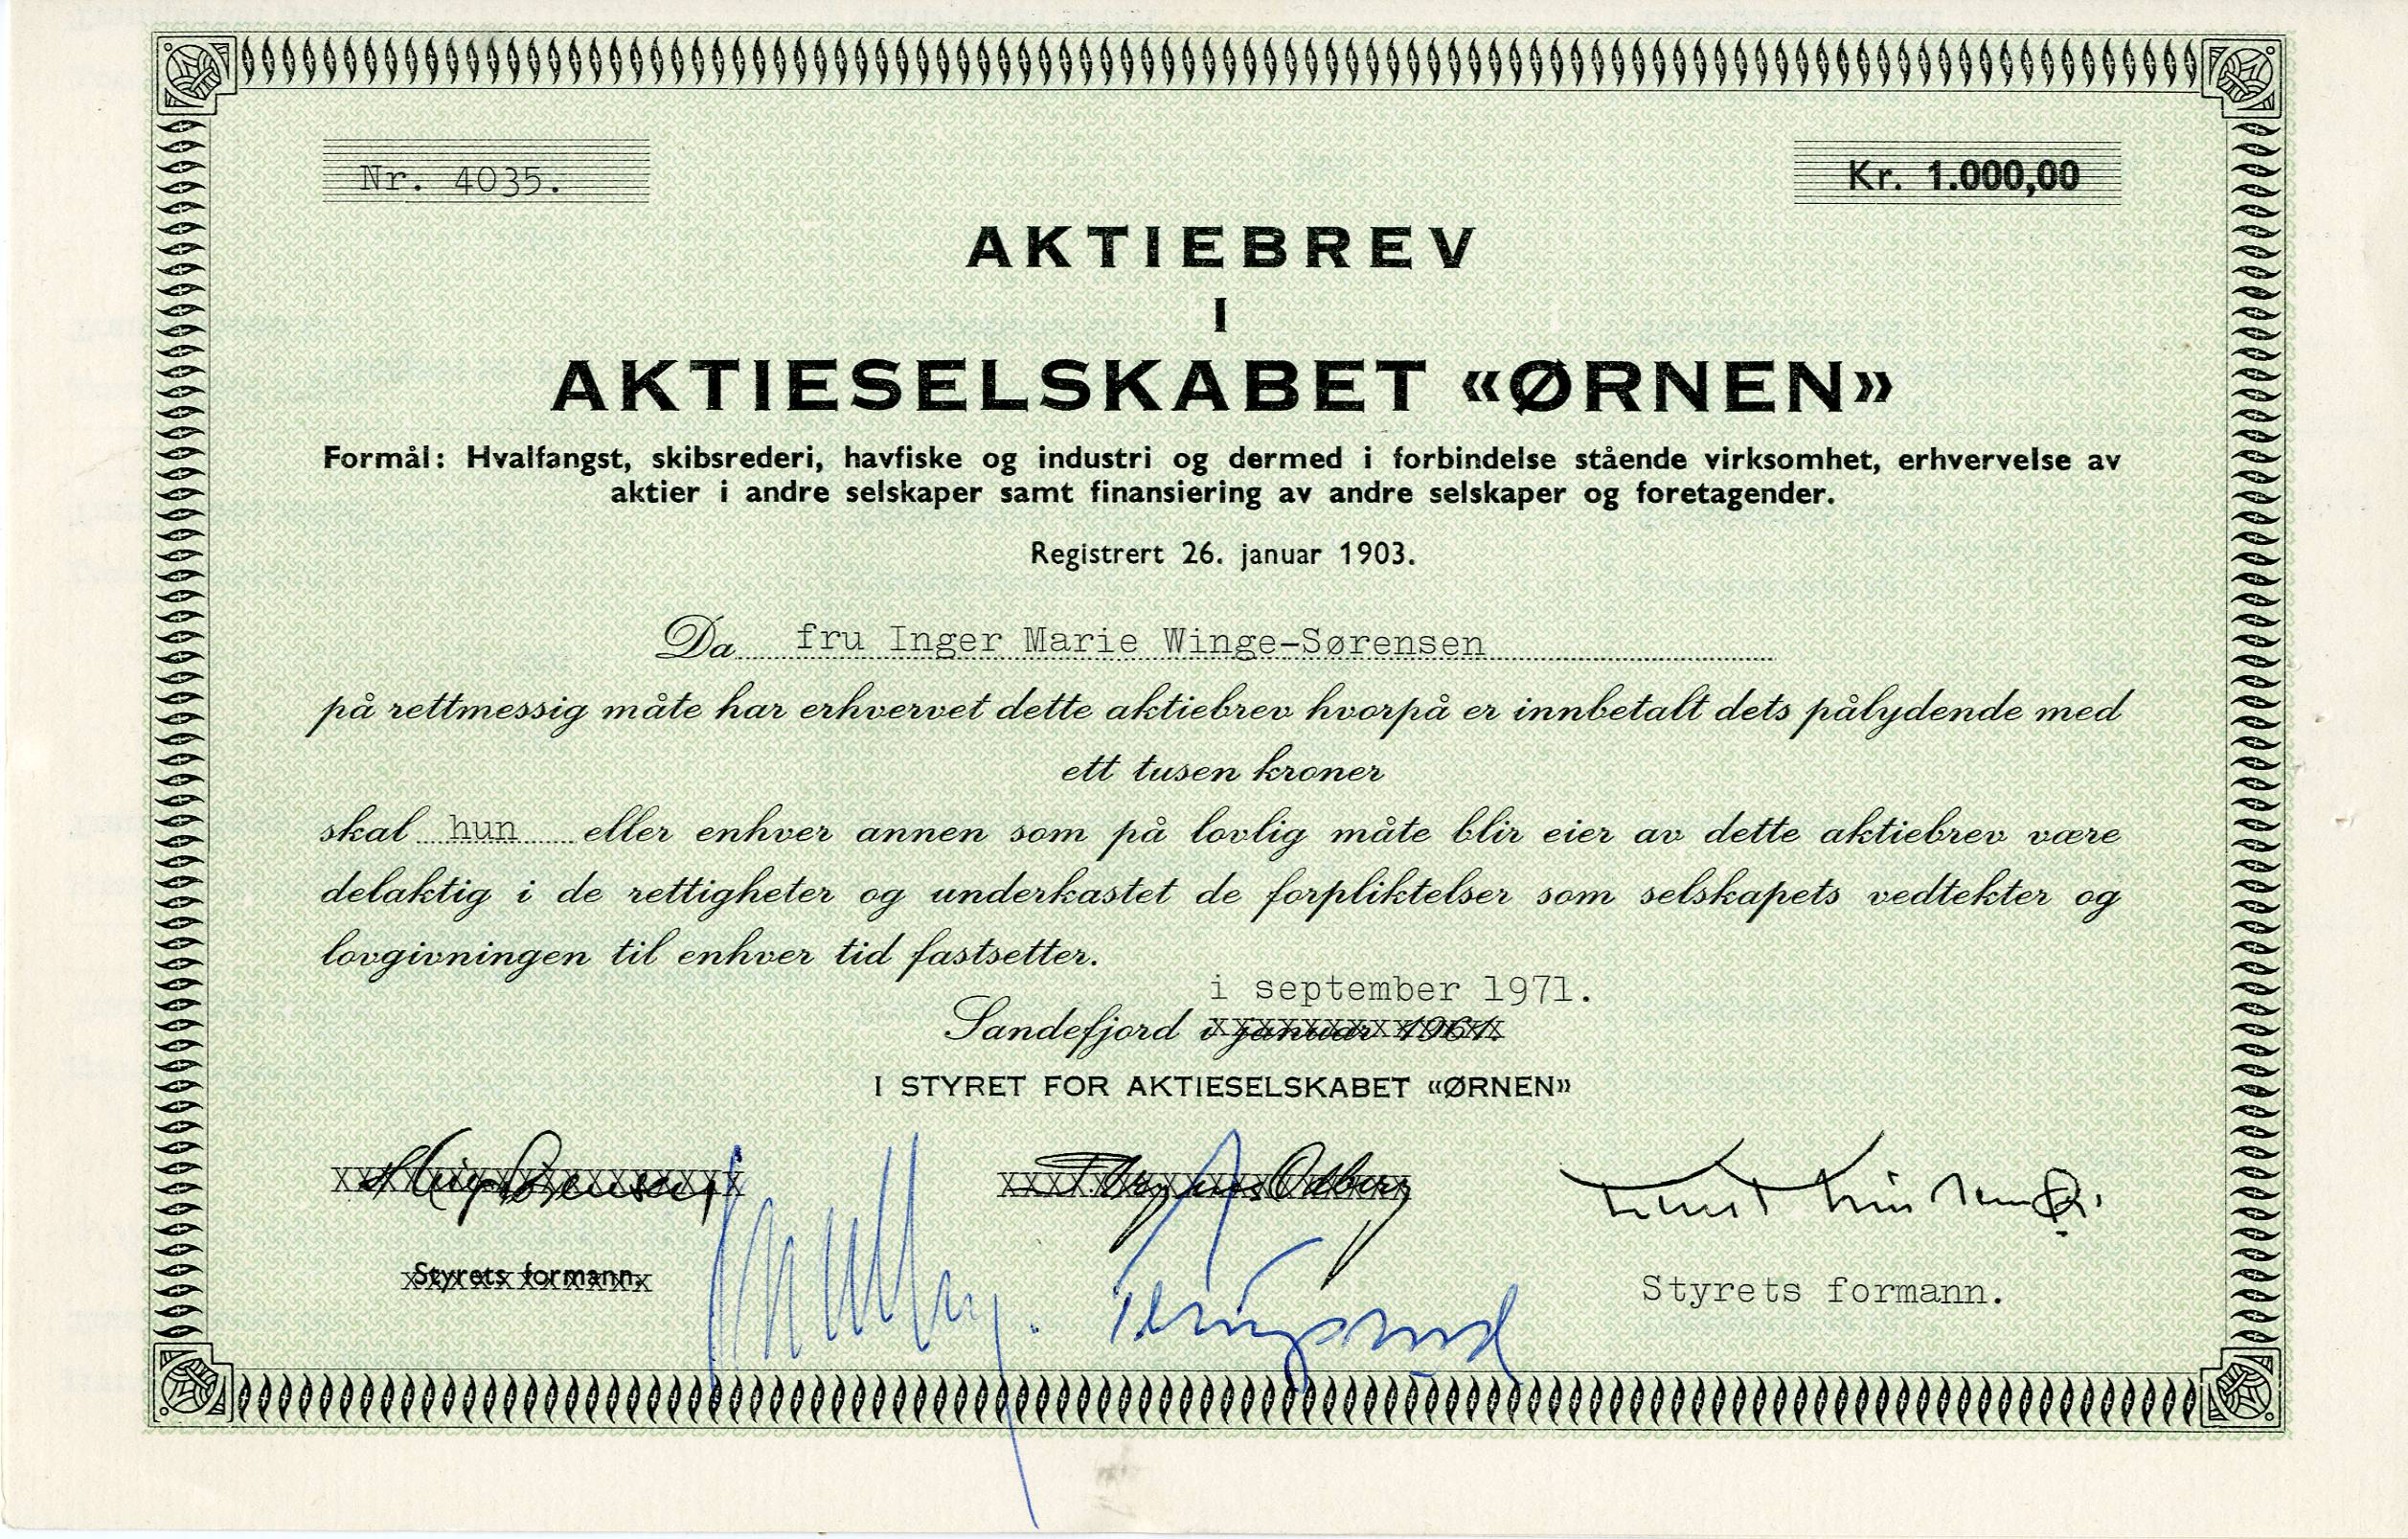 Nr. 4035.
Kr. 1.000,00
AKTIEBREV
I
AKTIESELSKABET «ØRNEN»
Formål: Hvalfangst, skibsrederi, havfiske og industri og dermed i forbindelse stående virksomhet, erhvervelse av
aktier i andre selskaper samt finansiering av andre selskaper og foretagender.
Registrert 26. januar 1903.
Da fru Inger Marie Winge-Sørensen
på rettmessig måte har erhvervet dette aktiebrev hvorpå er innbetalt dets pålydende med
ett tusen kroner
skal hun eller enhver annen som på lovlig måte blir eier av dette aktiebrev være
delaktig i de rettigheter og underkastet de forpliktelser som selskapets vedtekter og
lovgivningen til enhver tid fastsetter.
i september 1971.
Sandefjord i januar 1961.
I STYRET FOR AKTIESELSKABET «ØRNEN»
Styrets formann.
Styrets formann.